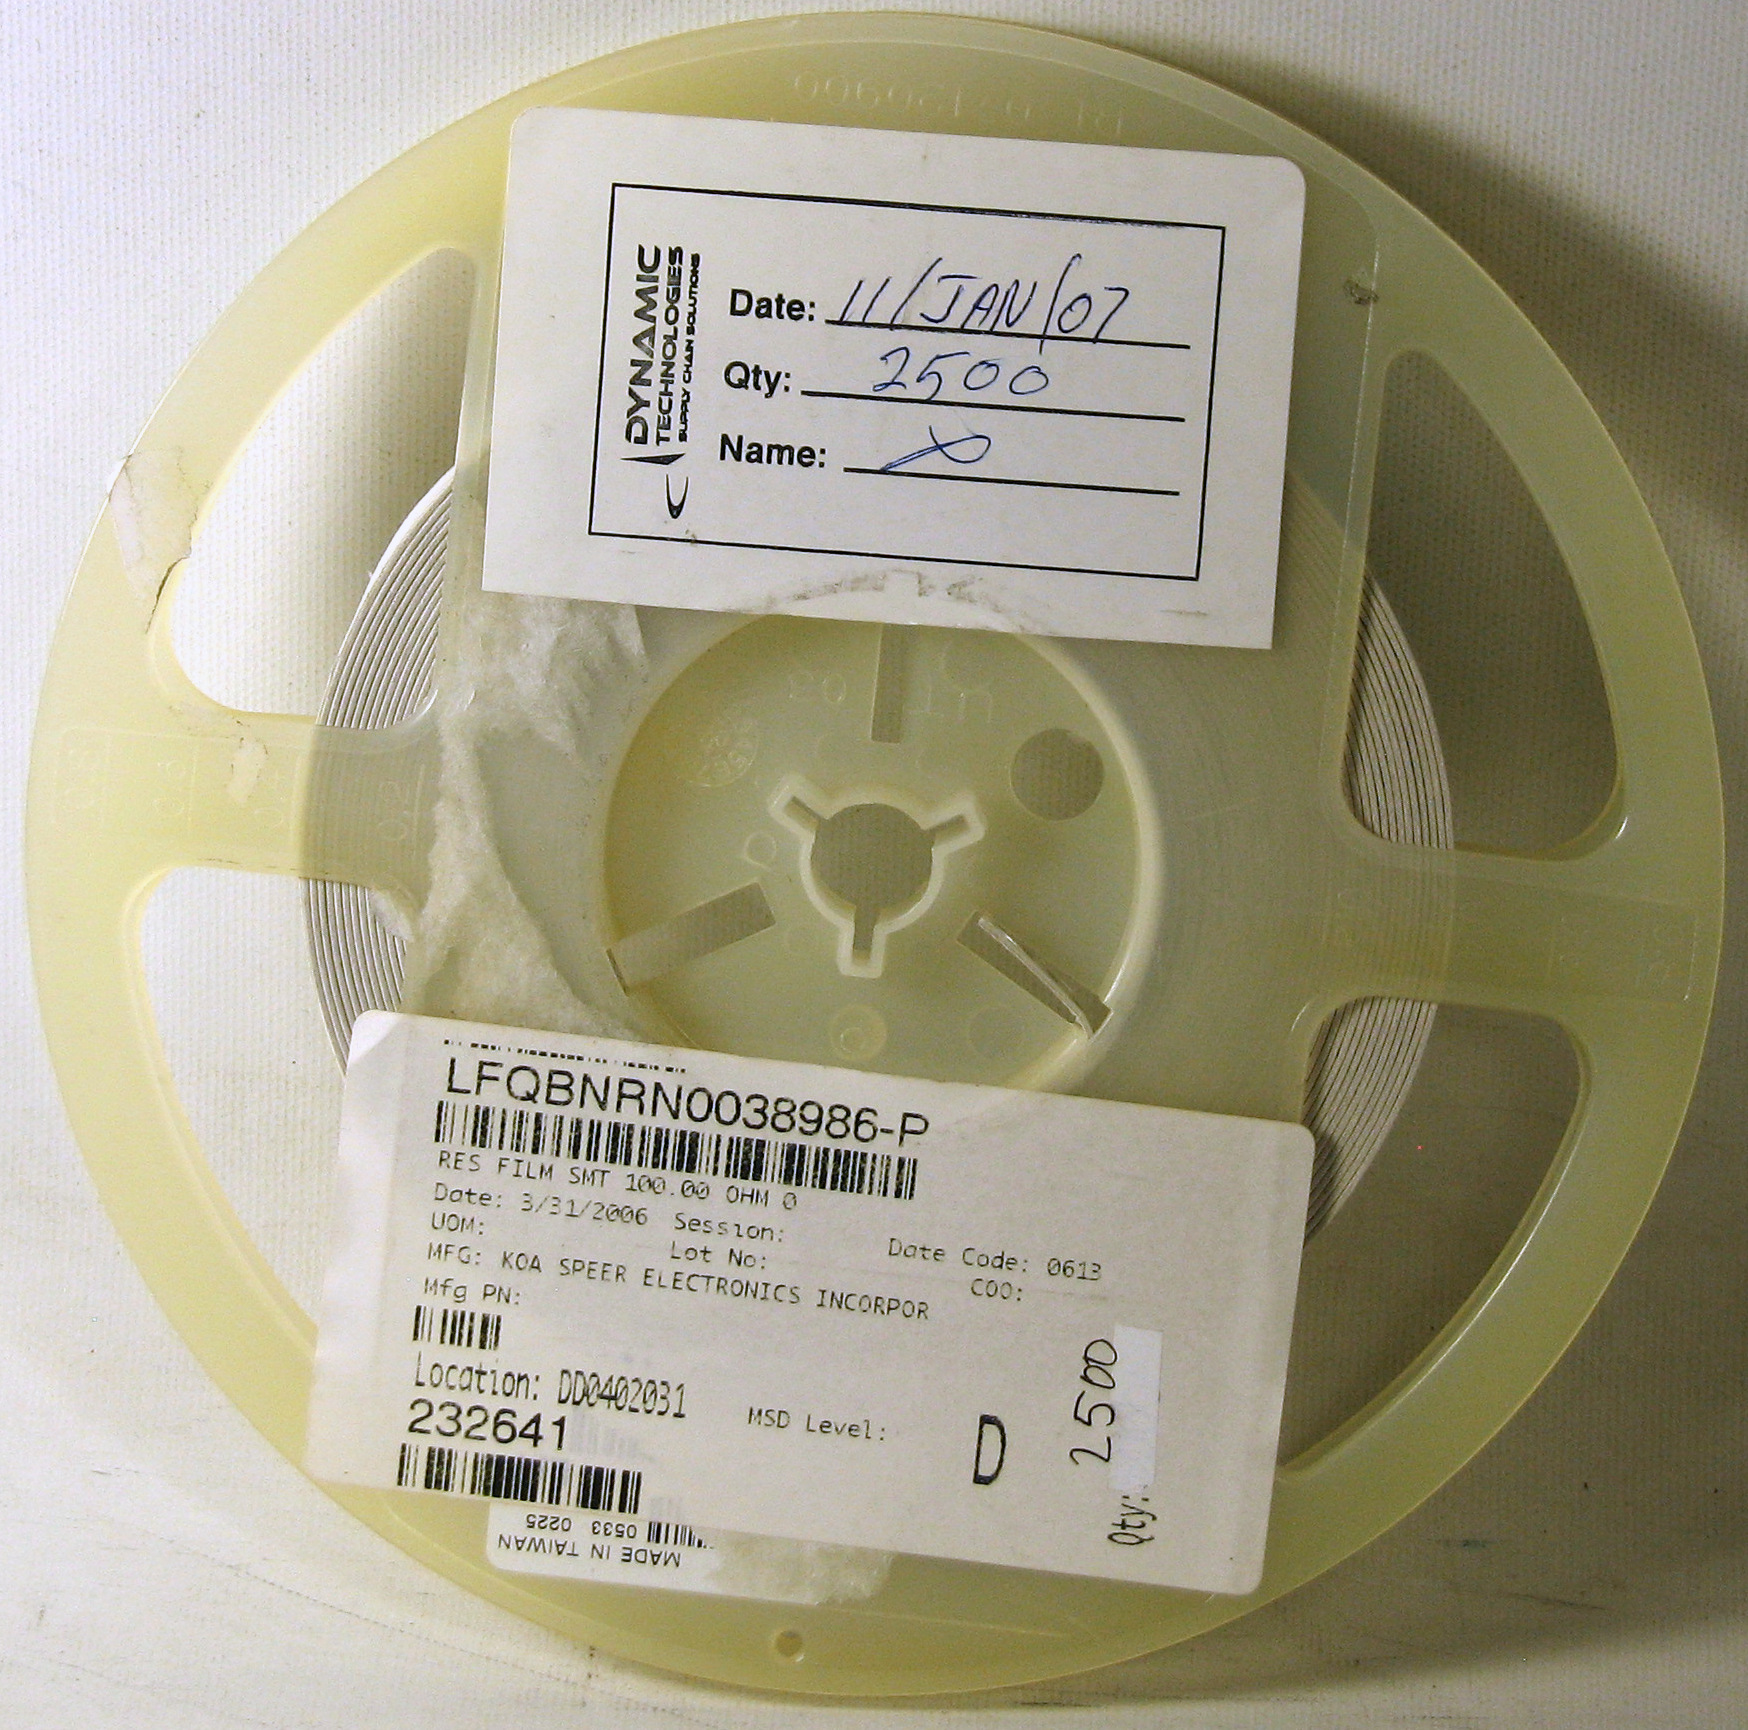 DYNAMIC
TECHNOLOGIES
SUPPLY CHAIN SOLUTIONS
Date: 11/JAN/07
Qty: 2500
Name:
LFQBNRN0038986-P
RES FILM SMT 100.00 OHM 0
Date: 3/31/2006 Session:
Date Code: 0613
UOM:
Lot No:
COO:
MFG: KOA SPEER ELECTRONICS INCORPOR
Mfg PN:
Location: DD0402031
MSD Level:
D
Qty: 2500
232641
0533 0225
MADE IN TAIWAN